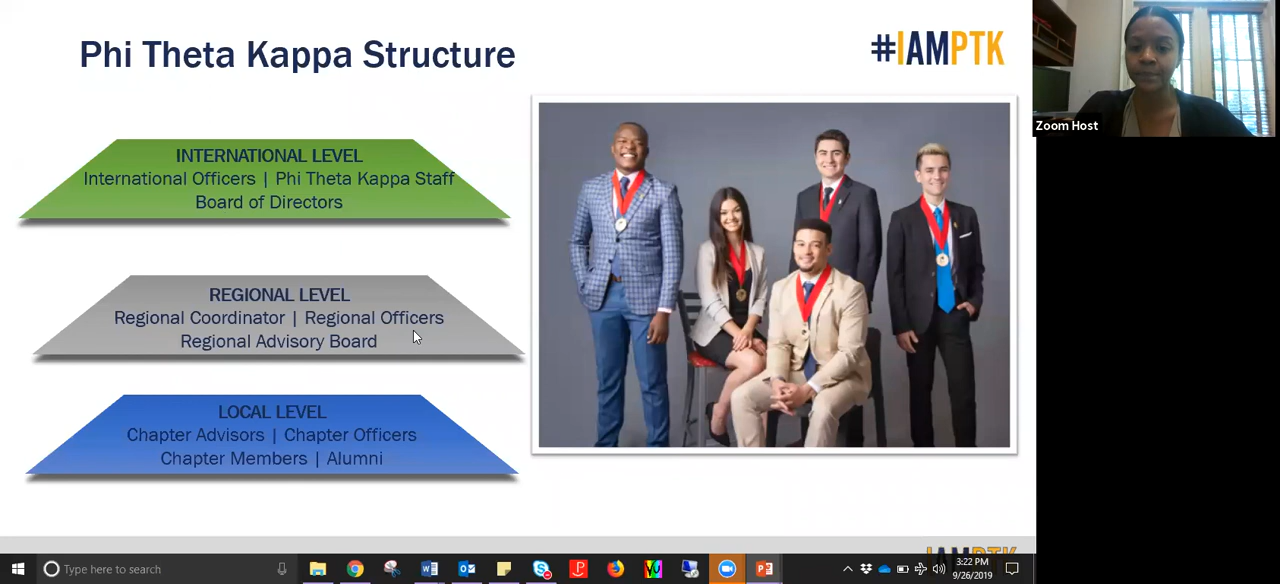 Phi Theta Kappa Structure
#IAMPTK
INTERNATIONAL LEVEL
International Officers | Phi Theta Kappa Staff
Board of Directors
REGIONAL LEVEL
Regional Coordinator | Regional Officers
Regional Advisory Board
LOCAL LEVEL
Chapter Advisors | Chapter Officers
Chapter Members | Alumni
Zoom Host
IAMPTK
Type here to search
3:22 PM
9/26/2019